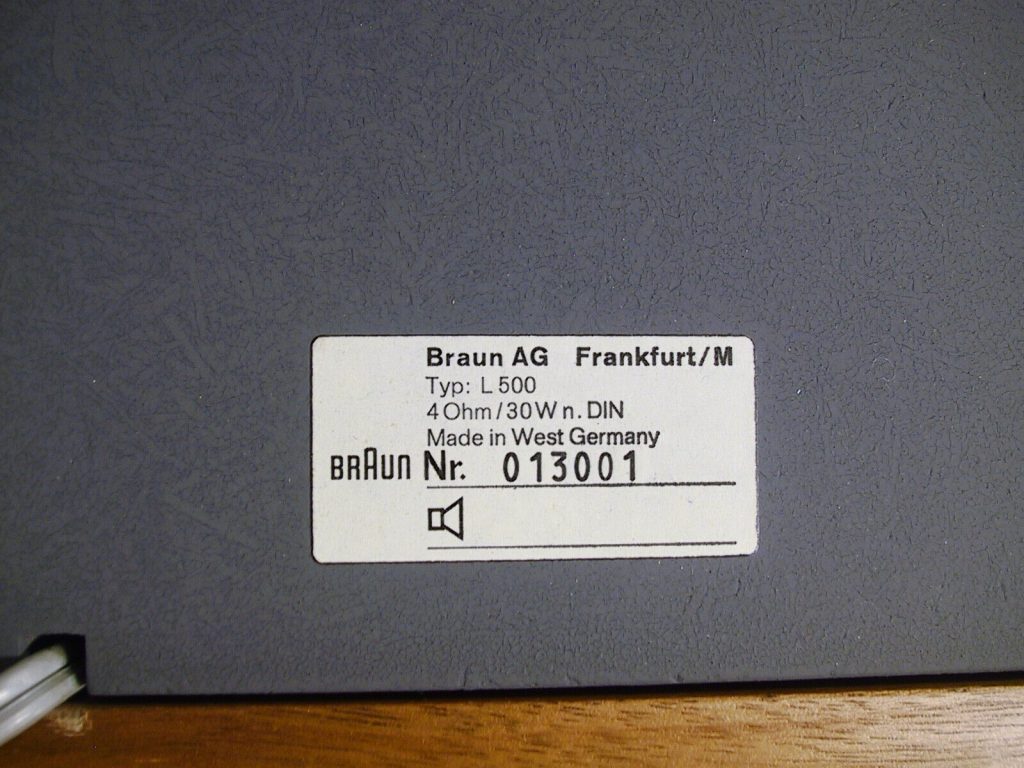 Braun AG Frankfurt/M
Typ: L 500
4 Ohm/30 W n. DIN
Made in West Germany
BRAUN Nr. 013001